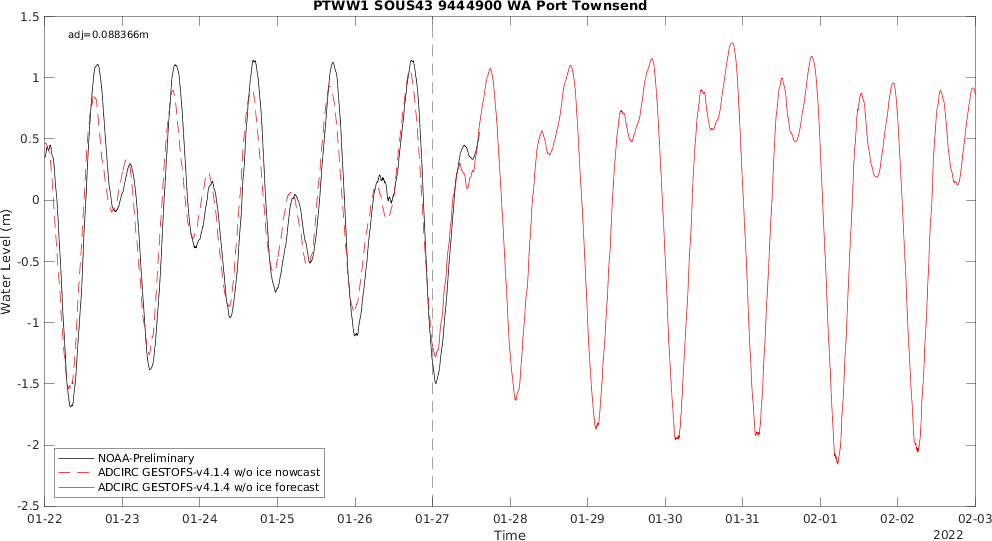 PTWW1 SOUS43 9444900 WA Port Townsend
adj=0.088366m
Water Level (m)
1.5
1
0.5
0
-0.5
-1
-1.5
-2
-2.5
NOAA-Preliminary
ADCIRC GESTOFS-v4.1.4 w/o ice nowcast
ADCIRC GESTOFS-v4.1.4 w/o ice forecast
01-22 01-23 01-24 01-25 01-26 01-27 01-28 01-29 01-30 01-31 02-01 02-02 02-03
Time
2022